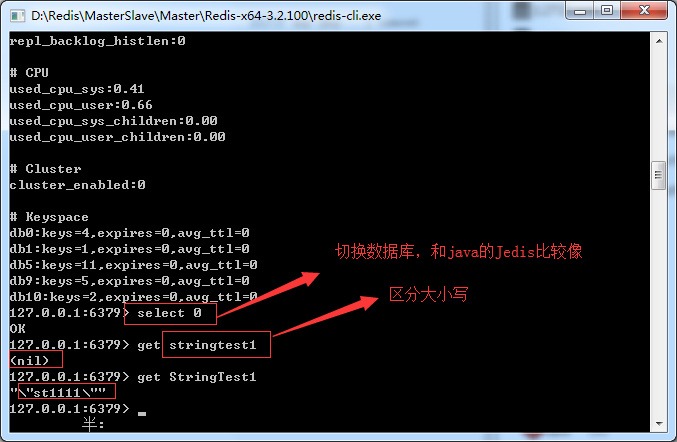 D:\Redis\MasterSlave\Master\Redis-x64-3.2.100\redis-cli.exe
repl_backlog_histlen:0
# CPU
used_cpu_sys:0.41
used_cpu_user:0.66
used_cpu_sys_children:0.00
used_cpu_user_children:0.00
# Cluster
cluster_enabled:0
# Keyspace
db0:keys=4,expires=0,avg_ttl=0
db1:keys=1,expires=0,avg_ttl=0
切换数据库，和java的Jedis比较像
db5:keys=11,expires=0,avg_ttl=0
db9:keys=5,expires=0,avg_ttl=0
db10:keys=2,expires=0,avg_ttl=0
区分大小写
127.0.0.1:6379> select 0
OK
127.0.0.1:6379> get stringtest1
(nil)
127.0.0.1:6379> get StringTest1
"\"st1111\""
127.0.0.1:6379> _
半: